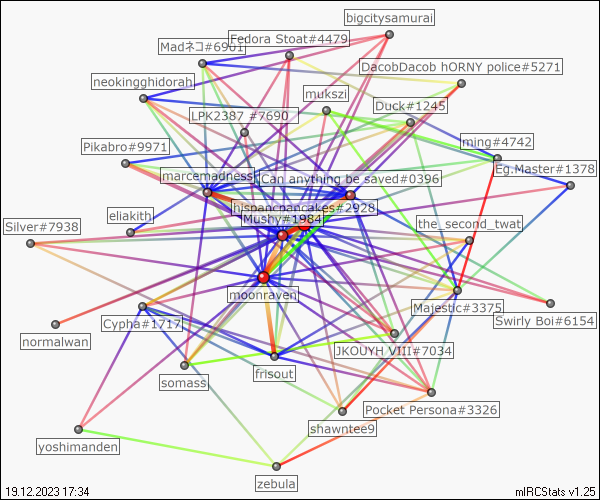 bigcitysamurai
Fedora Stoat#4479
Madネコ#6901
DacobDacob hORNY police#5271
neokingghidorah
mukszi
Duck#1245
LPK2387 #7690
ming#4742
Pikabro#9971
Eg.Master#1378
marcemadness
Can anything be saved#0396
hispanchancakes#2928
eliakith
Mushy#1984
Silver#7938
the_second_twat
moonraven
Majestic#3375
Swirly Boi#6154
Cypha#1717
normalwan
JKOUYH VIII#7034
somass
frisout
Pocket Persona#3326
shawntee9
yoshimanden
zebula
19.12.2023 17:34
mIRCStats v1.25